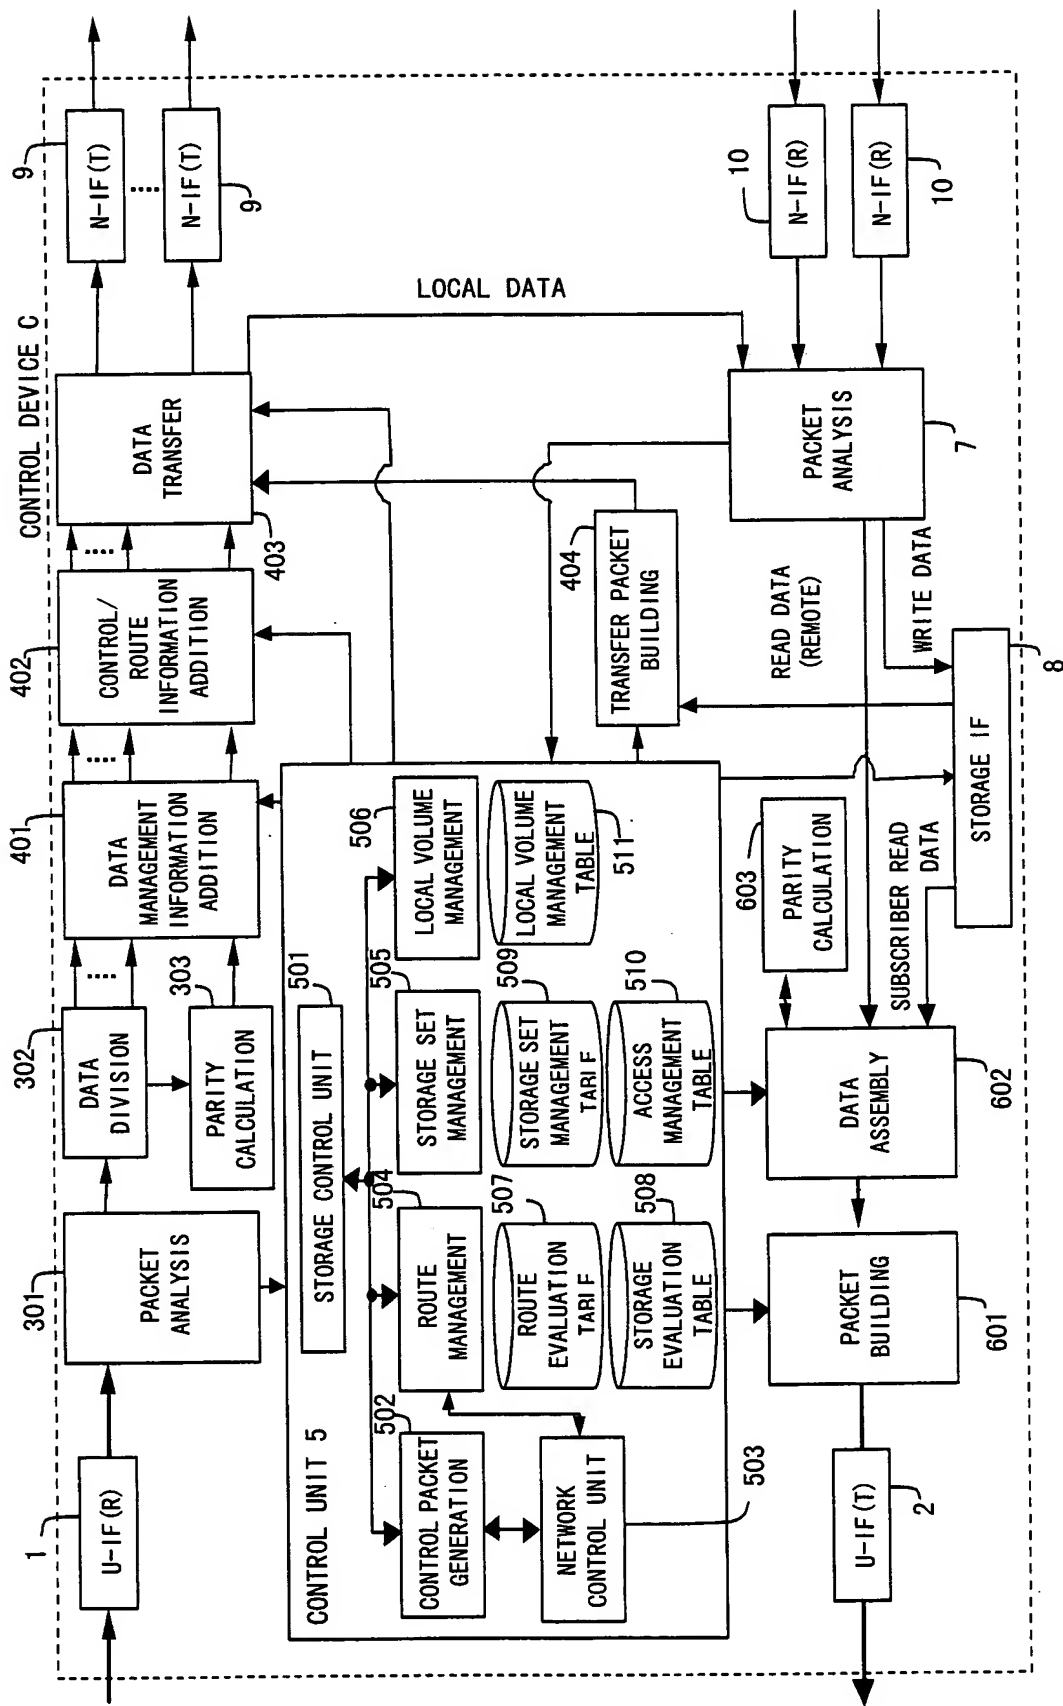 CONTROL DEVICE C
1
U-IF(R)
301
PACKET
ANALYSIS
302
DATA
DIVISION
303
PARITY
CALCULATION
401
DATA
MANAGEMENT
INFORMATION
ADDITION
402
CONTROL/
ROUTE
INFORMATION
ADDITION
403
DATA
TRANSFER
9
N-IF(T)
N-IF(T)
9
LOCAL DATA
CONTROL UNIT 5
501
STORAGE CONTROL UNIT
502
CONTROL PACKET
GENERATION
NETWORK
CONTROL UNIT
503
504
ROUTE
MANAGEMENT
505
STORAGE SET
MANAGEMENT
506
LOCAL VOLUME
MANAGEMENT
507
ROUTE
EVALUATION
TARIF
508
STORAGE
EVALUATION
TABLE
509
STORAGE SET
MANAGEMENT
TARIF
510
ACCESS
MANAGEMENT
TABLE
LOCAL VOLUME
MANAGEMENT
TABLE
511
404
TRANSFER PACKET
BUILDING
10
N-IF(R)
N-IF(R)
10
PACKET
ANALYSIS
7
READ DATA
(REMOTE)
WRITE DATA
STORAGE IF
8
SUBSCRIBER READ
DATA
603
PARITY
CALCULATION
DATA
ASSEMBLY
602
PACKET
BUILDING
601
U-IF(T)
2